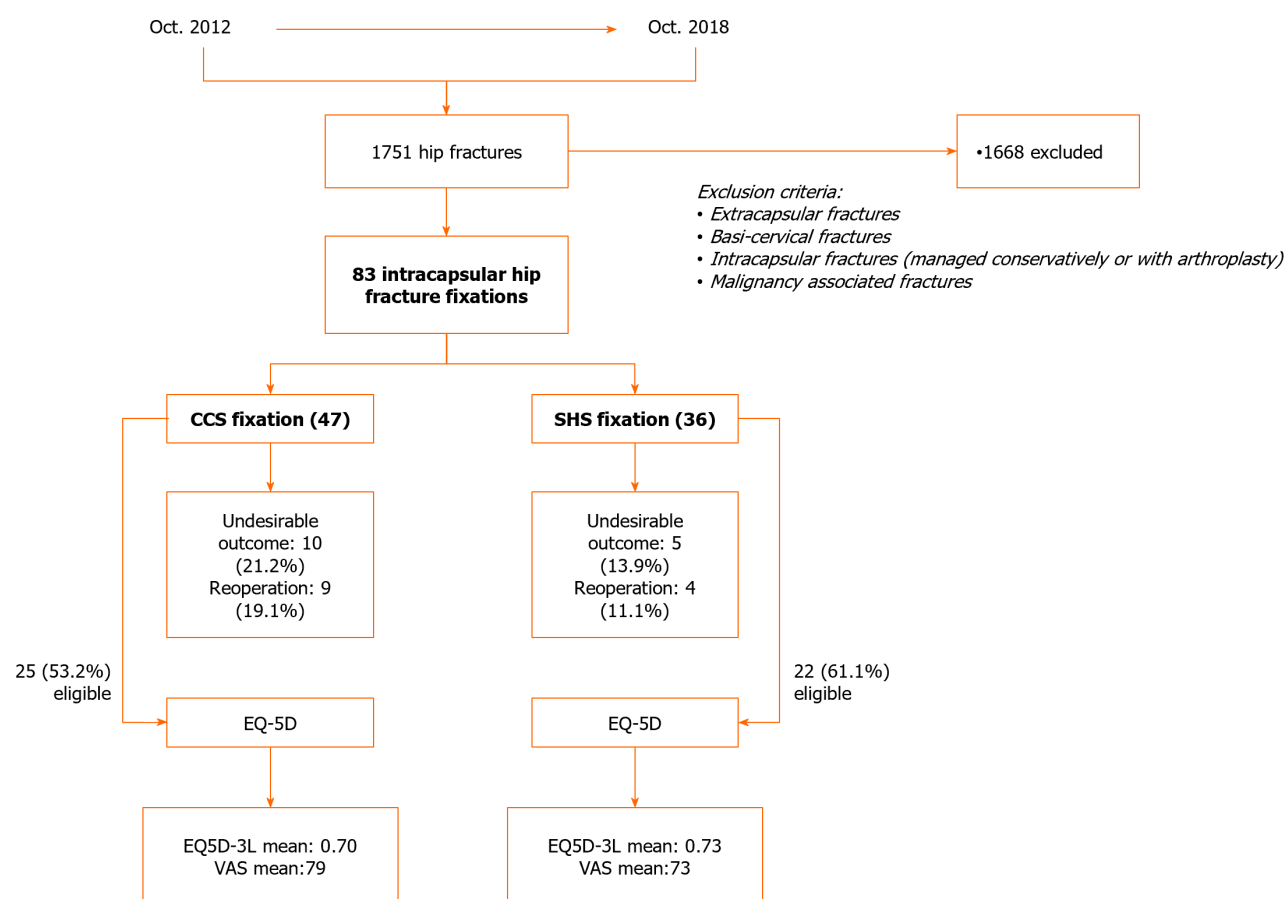 Oct. 2012
Oct. 2018
1751 hip fractures
•1668 excluded
Exclusion criteria:
• Extracapsular fractures
• Basi-cervical fractures
• Intracapsular fractures (managed conservatively or with arthroplasty)
• Malignancy associated fractures
83 intracapsular hip
fracture fixations
CCS fixation (47)
SHS fixation (36)
Undesirable
outcome: 10
(21.2%)
Reoperation: 9
(19.1%)
Undesirable
outcome: 5
(13.9%)
Reoperation: 4
(11.1%)
25 (53.2%)
eligible
22 (61.1%)
eligible
EQ-5D
EQ-5D
EQ5D-3L mean: 0.70
VAS mean:79
EQ5D-3L mean: 0.73
VAS mean:73